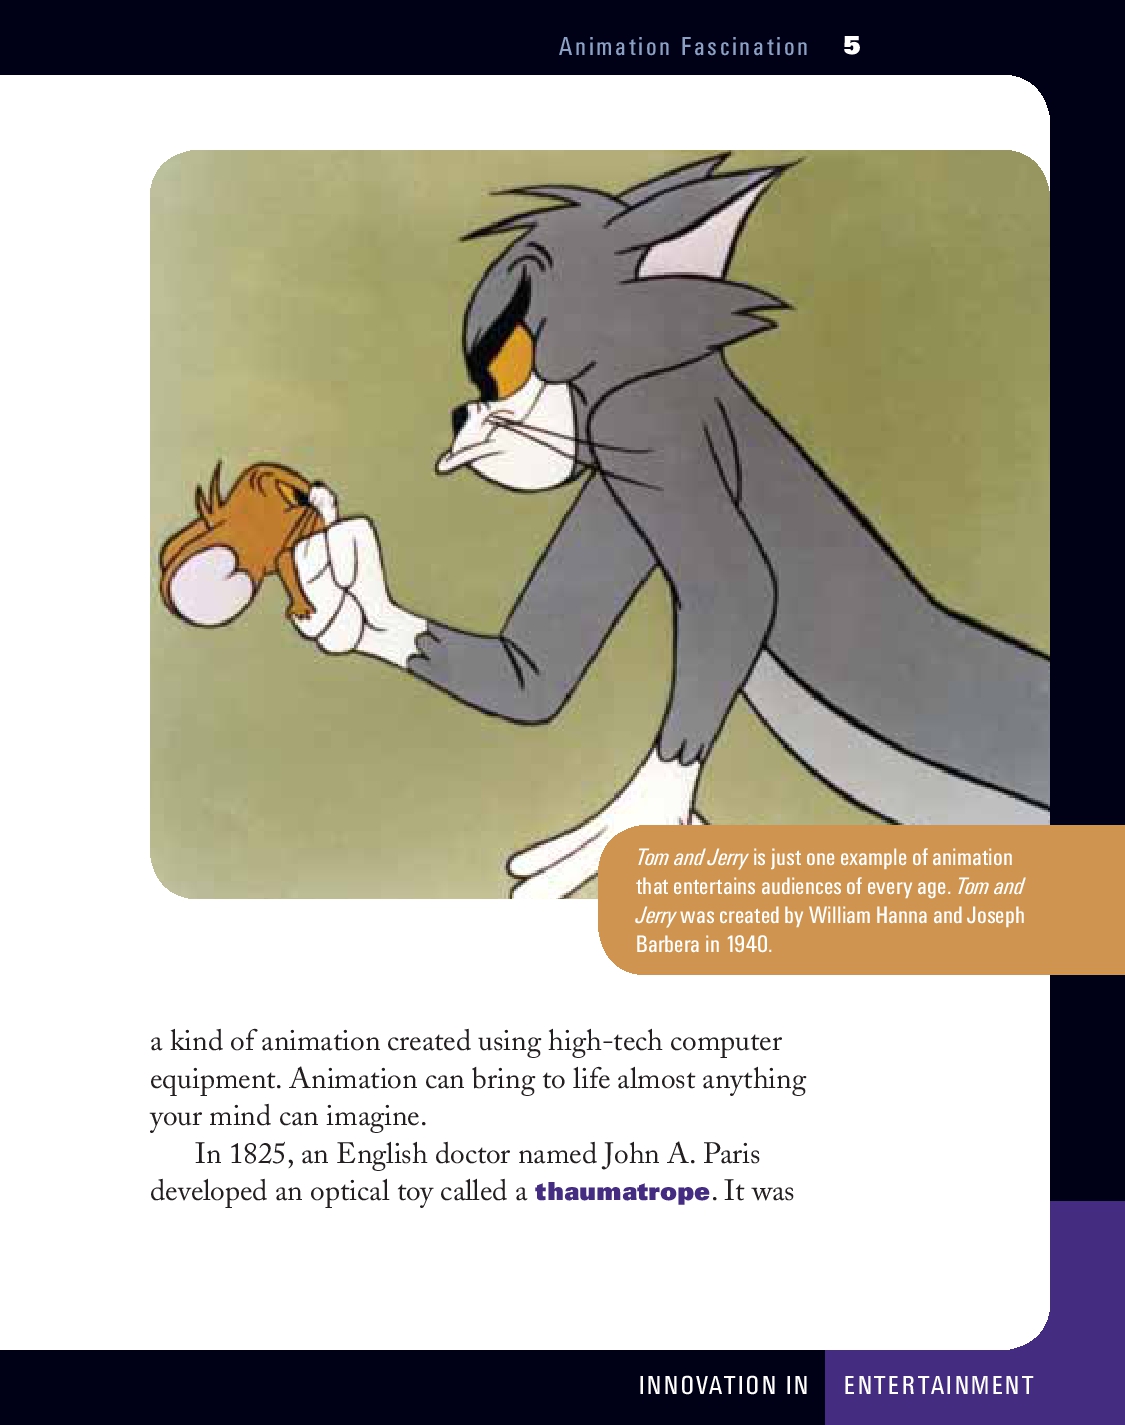 Animation Fascination 5
Tom and Jerry is just one example of animation
that entertains audiences of every age. Tom and
Jerry was created by William Hanna and Joseph
Barbera in 1940.
a kind of animation created using high-tech computer
equipment. Animation can bring to life almost anything
your mind can imagine.
In 1825, an English doctor named John A. Paris
developed an optical toy called a thaumatrope. It was
INNOVATION IN ENTERTAINMENT